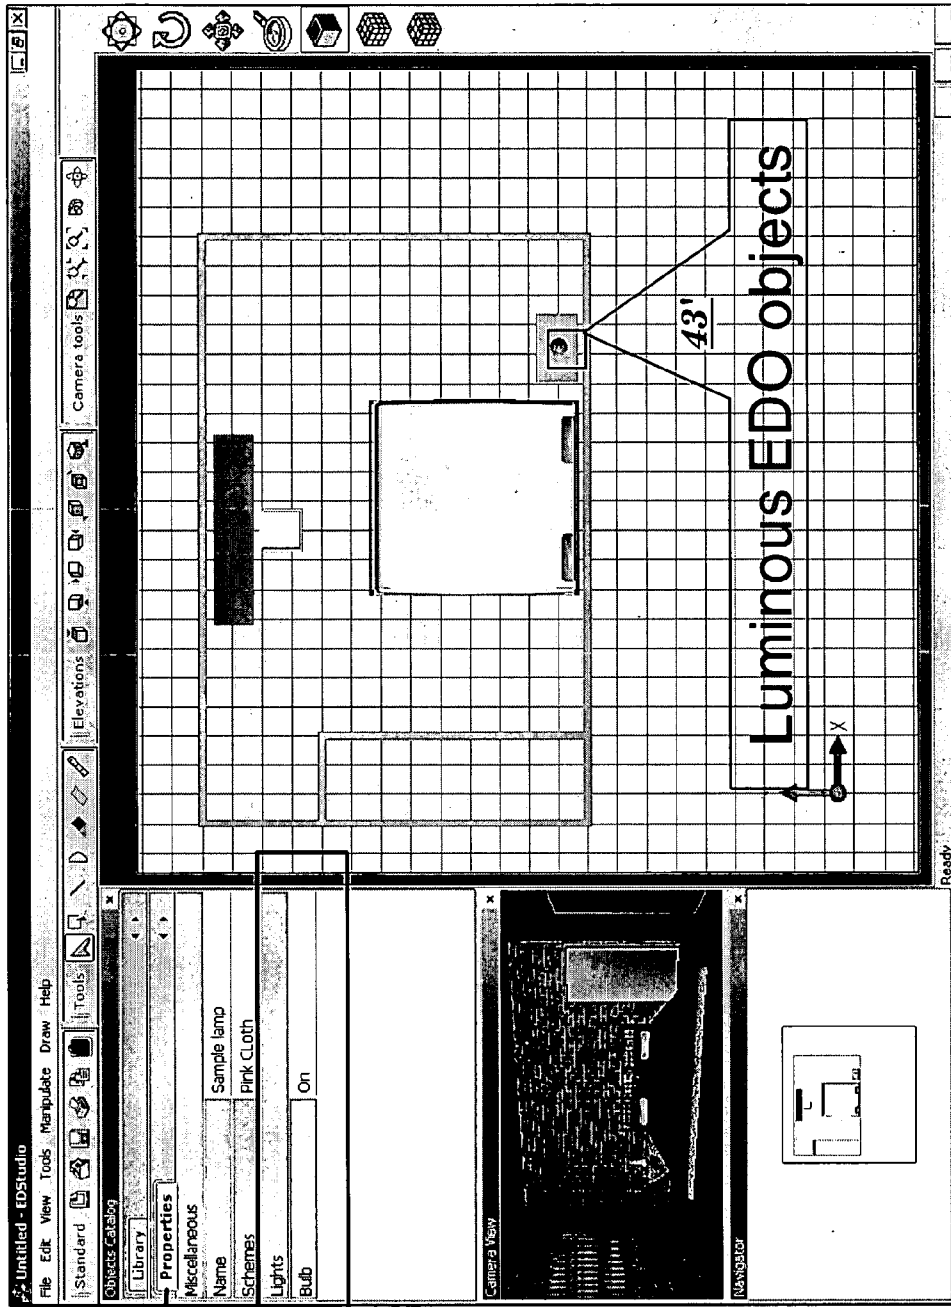 Untitled - EDStudio
File Edit View Tools Manipulate Draw Help
Standard
Tools
Elevations
Camera tools
Objects Catalog
Library
Properties
Miscellaneous
Name Sample lamp
Schemes Pink CLoth
Lights
Bulb On
Camera View
Navigator
43'
Luminous EDO objects
X
Ready